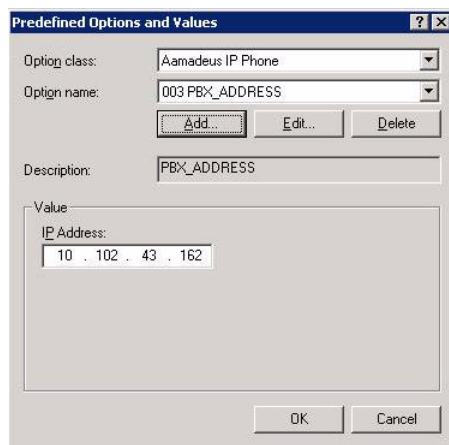 Predefined Options and Values
Option class:
Aamadeus IP Phone
Option name:
003 PBX_ADDRESS
Add...
Edit...
Delete
Description:
PBX_ADDRESS
Value
IP Address:
10 . 102 . 43 . 162
OK
Cancel